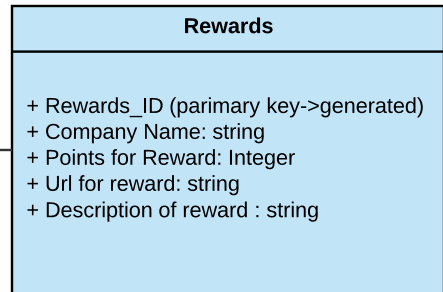 Rewards
+ Rewards_ID (parimary key->generated)
+ Company Name: string
+ Points for Reward: Integer
+ Url for reward: string
+ Description of reward : string